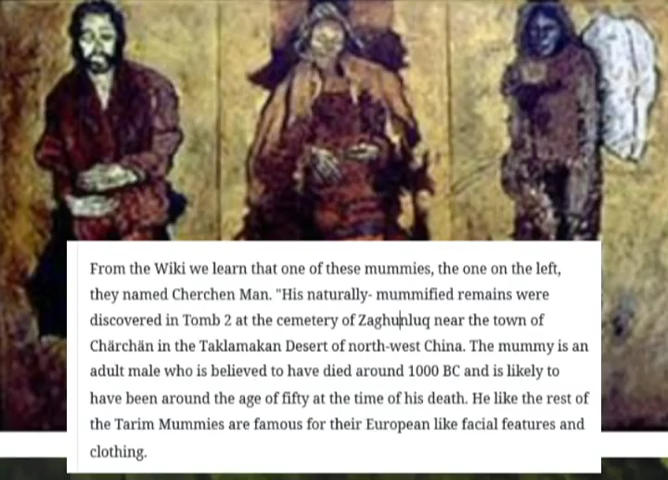 From the Wiki we learn that one of these mummies, the one on the left,
they named Cherchen Man. "His naturally- mummified remains were
discovered in Tomb 2 at the cemetery of Zaghunluq near the town of
Chärchän in the Taklamakan Desert of north-west China. The mummy is an
adult male who is believed to have died around 1000 BC and is likely to
have been around the age of fifty at the time of his death. He like the rest of
the Tarim Mummies are famous for their European like facial features and
clothing.